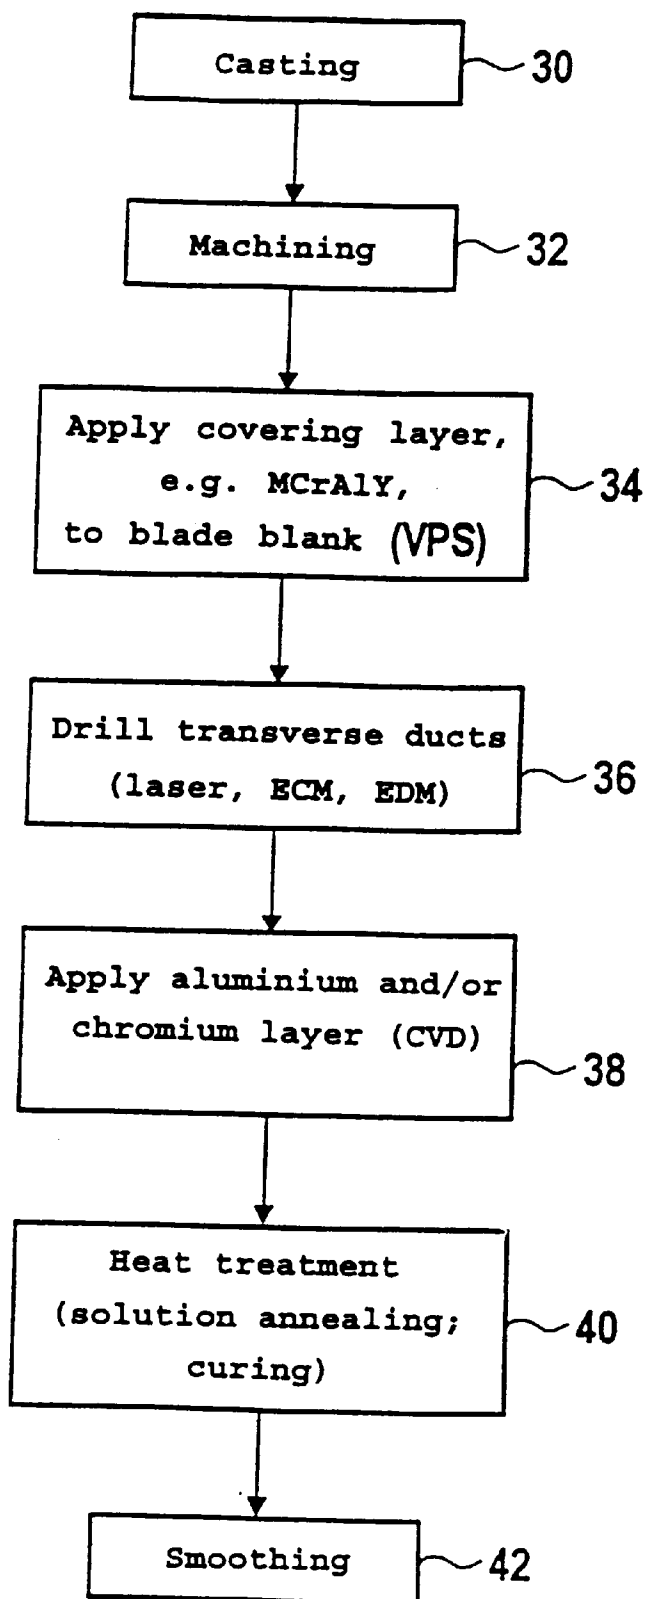 Casting
30
Machining
32
Apply covering layer,
e.g. MCrAlY,
to blade blank (VPS)
34
Drill transverse ducts
(laser, ECM, EDM)
36
Apply aluminium and/or
chromium layer (CVD)
38
Heat treatment
(solution annealing;
curing)
40
Smoothing
42